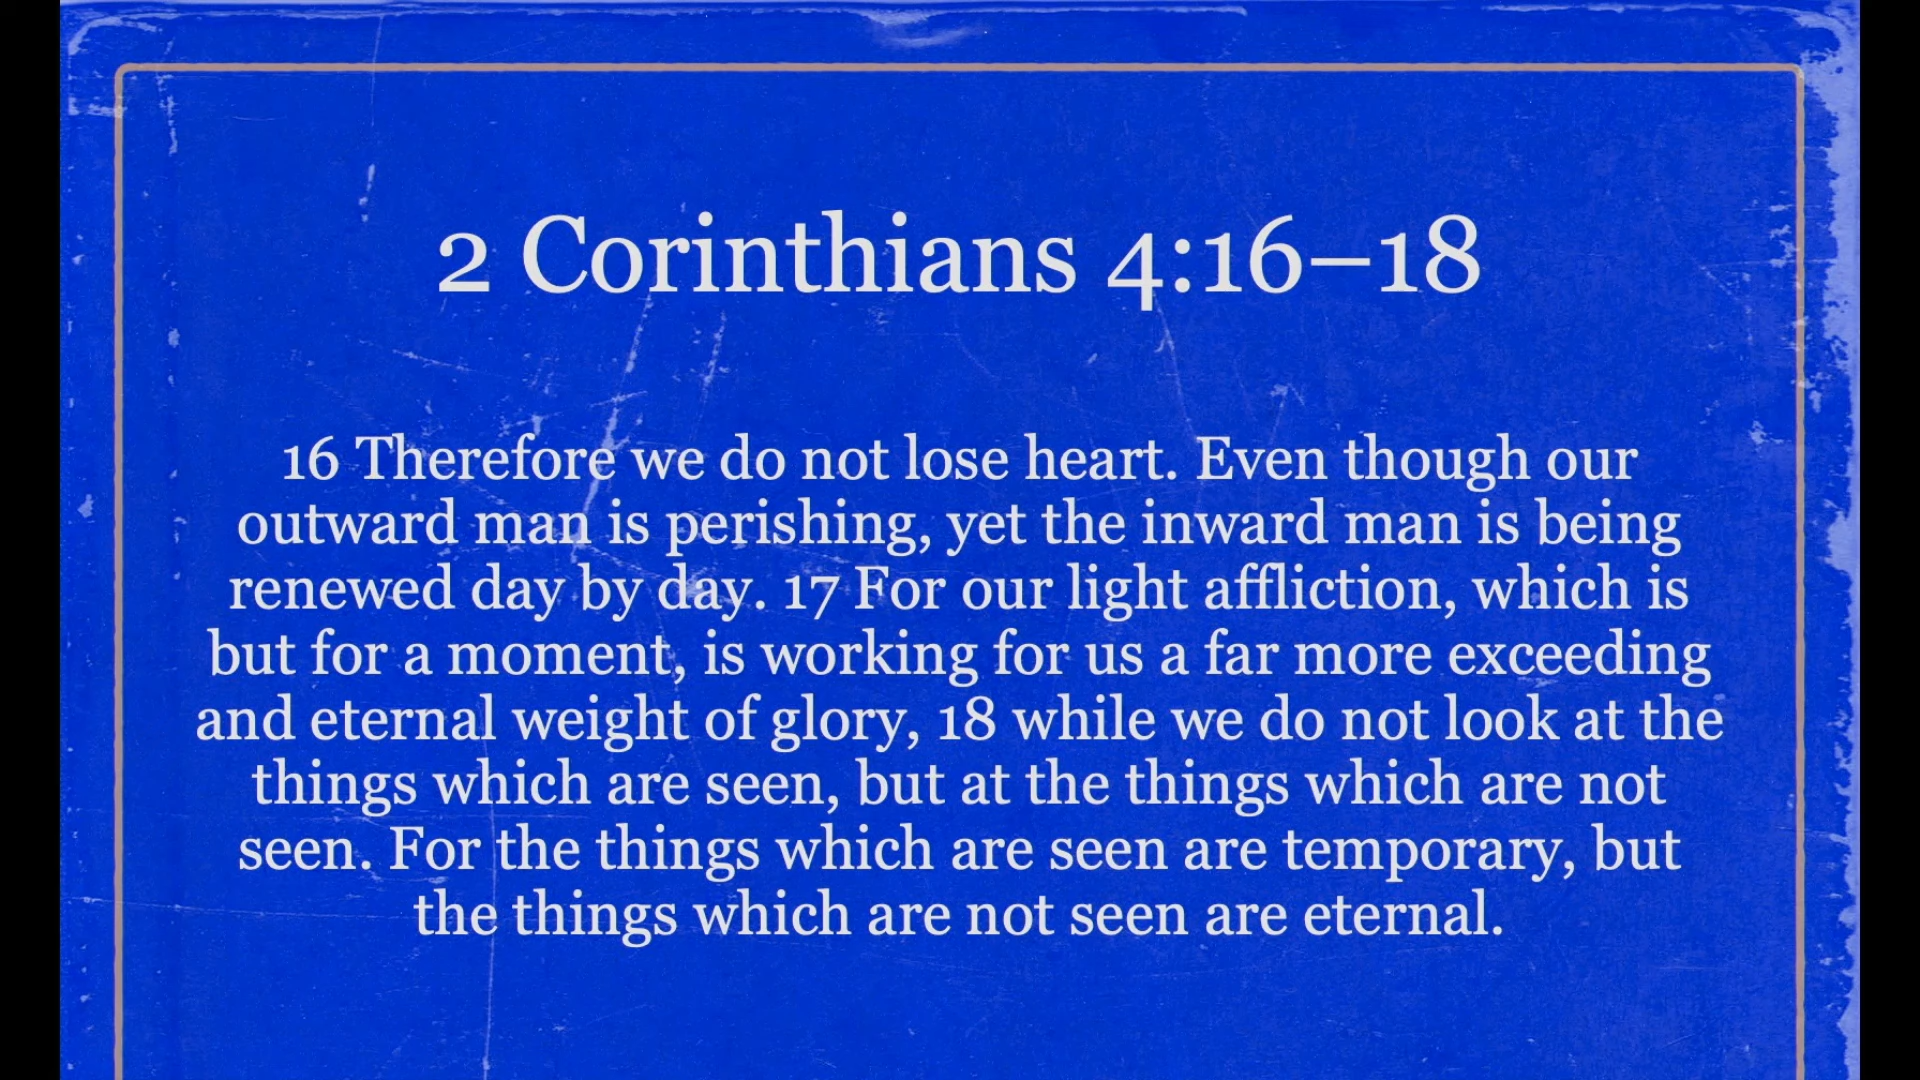 2 Corinthians 4:16–18
16 Therefore we do not lose heart. Even though our
outward man is perishing, yet the inward man is being
renewed day by day. 17 For our light affliction, which is
but for a moment, is working for us a far more exceeding
and eternal weight of glory, 18 while we do not look at the
things which are seen, but at the things which are not
seen. For the things which are seen are temporary, but
the things which are not seen are eternal.